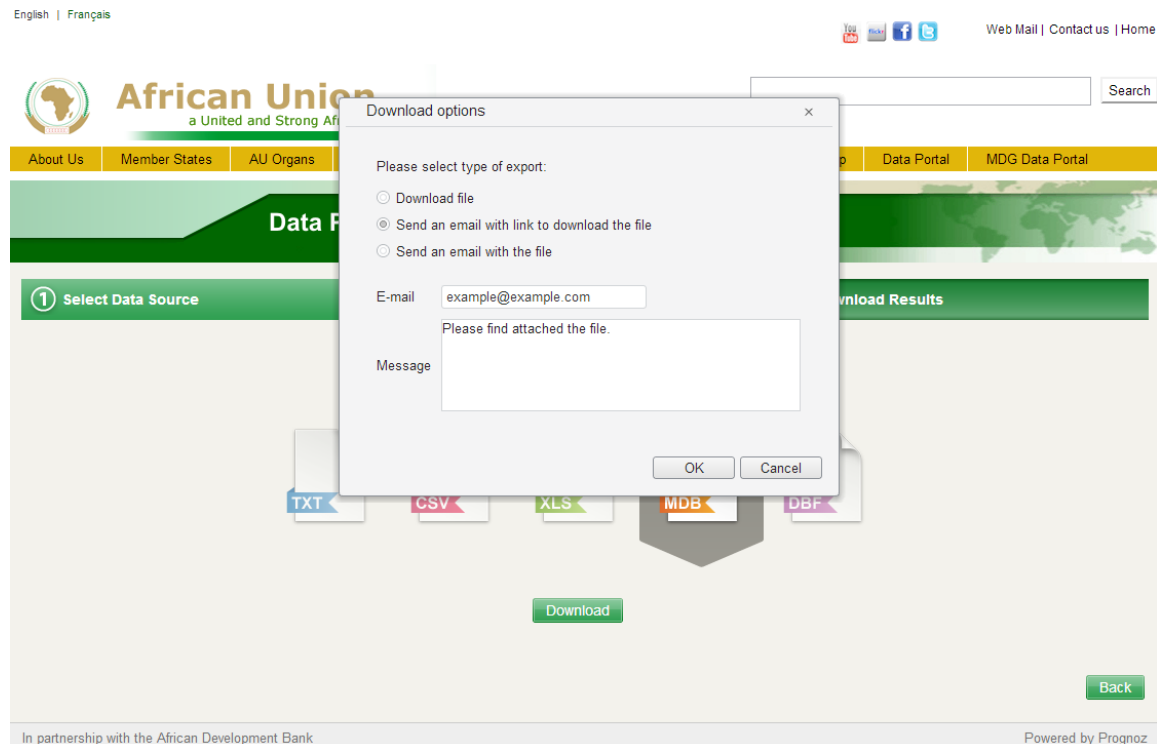 English | Français
You Tube flickr
Web Mail | Contact us | Home
African Union
a United and Strong
Search
Download options
×
About Us Member States AU Organs Data Portal MDG Data Portal
Please select type of export:
Download file
Send an email with link to download the file
Send an email with the file
Data
1 Select Data Source
E-mail example@example.com
Results
Message Please find attached the file.
OK Cancel
TXT CSV XLS MDB DBF
Download
Back
In partnership with the African Development Bank
Powered by Prognoz